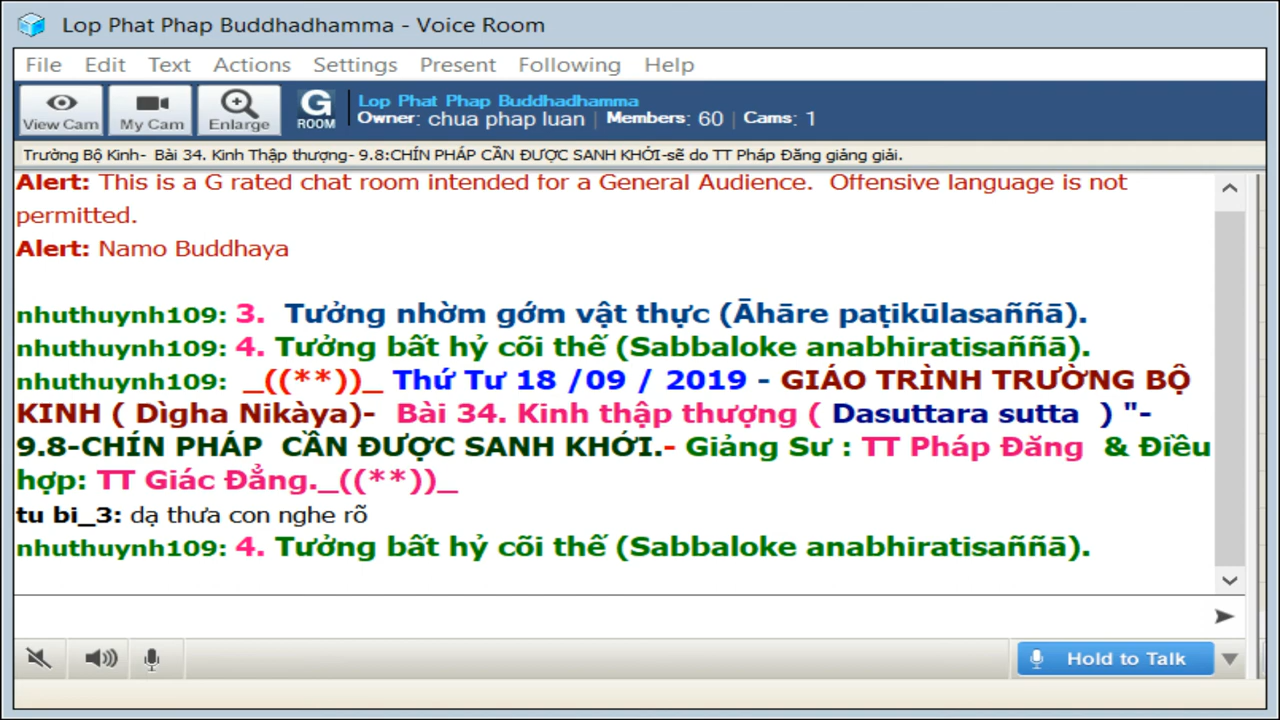 Lop Phat Phap Buddhadhamma - Voice Room
File Edit Text Actions Settings Present Following Help
View Cam My Cam Enlarge G ROOM Lop Phat Phap Buddhadhamma
Owner: chua phap luan | Members: 60 | Cams: 1
Trường Bộ Kinh- Bài 34. Kinh Thập thượng- 9.8:CHÍN PHÁP CẦN ĐƯỢC SANH KHỞI-sẽ do TT Pháp Đăng giảng giải.
Alert: This is a G rated chat room intended for a General Audience. Offensive language is not
permitted.
Alert: Namo Buddhaya
nhuthuynh109: 3. Tưởng nhờm gớm vật thực (Āhāre paṭikūlasaññā).
nhuthuynh109: 4. Tưởng bất hỷ cõi thế (Sabbaloke anabhiratisaññā).
nhuthuynh109: _((**))_ Thứ Tư 18 /09 / 2019 - GIÁO TRÌNH TRƯỜNG BỘ
KINH ( Dìgha Nikàya)- Bài 34. Kinh thập thượng ( Dasuttara sutta ) "-
9.8-CHÍN PHÁP CẦN ĐƯỢC SANH KHỞI.- Giảng Sư : TT Pháp Đăng & Điều
hợp: TT Giác Đẳng._((**))_
tu bi_3: dạ thưa con nghe rõ
nhuthuynh109: 4. Tưởng bất hỷ cõi thế (Sabbaloke anabhiratisaññā).
Hold to Talk